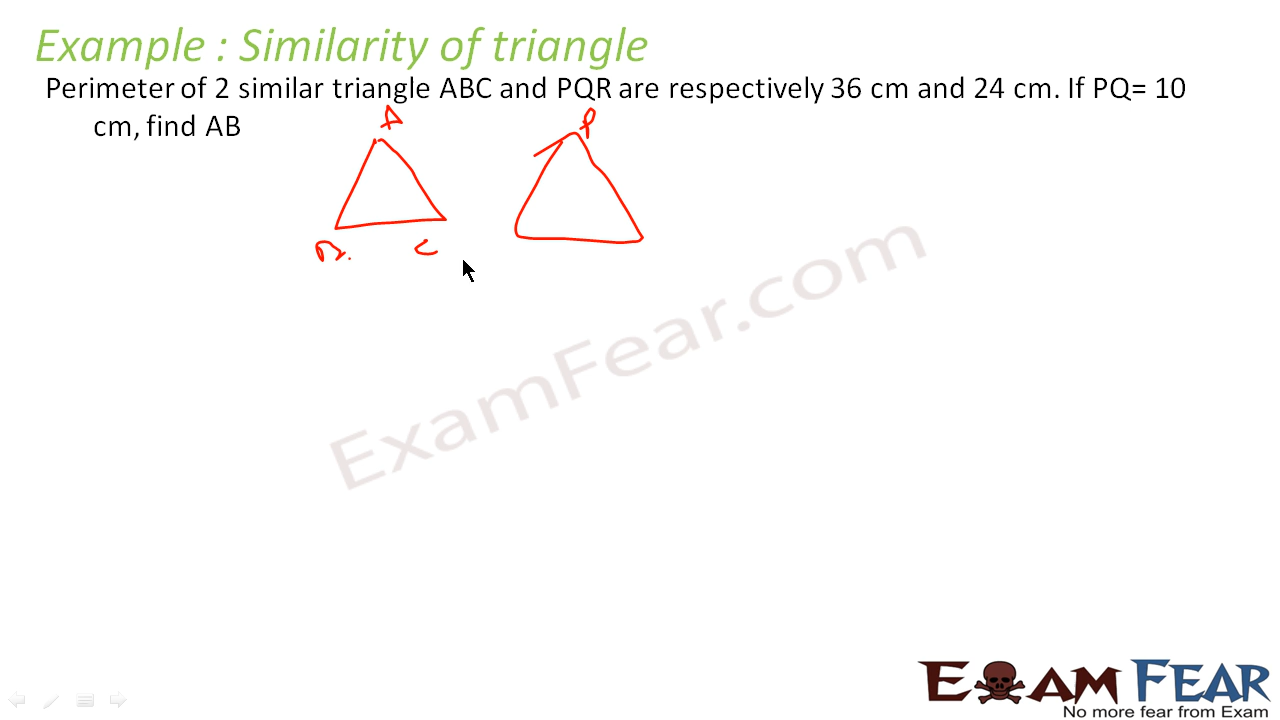 Example : Similarity of triangle
Perimeter of 2 similar triangle ABC and PQR are respectively 36 cm and 24 cm. If PQ= 10
cm, find AB
A
P
B
C
ExamFear.com
EXAM FEAR
No more fear from Exam